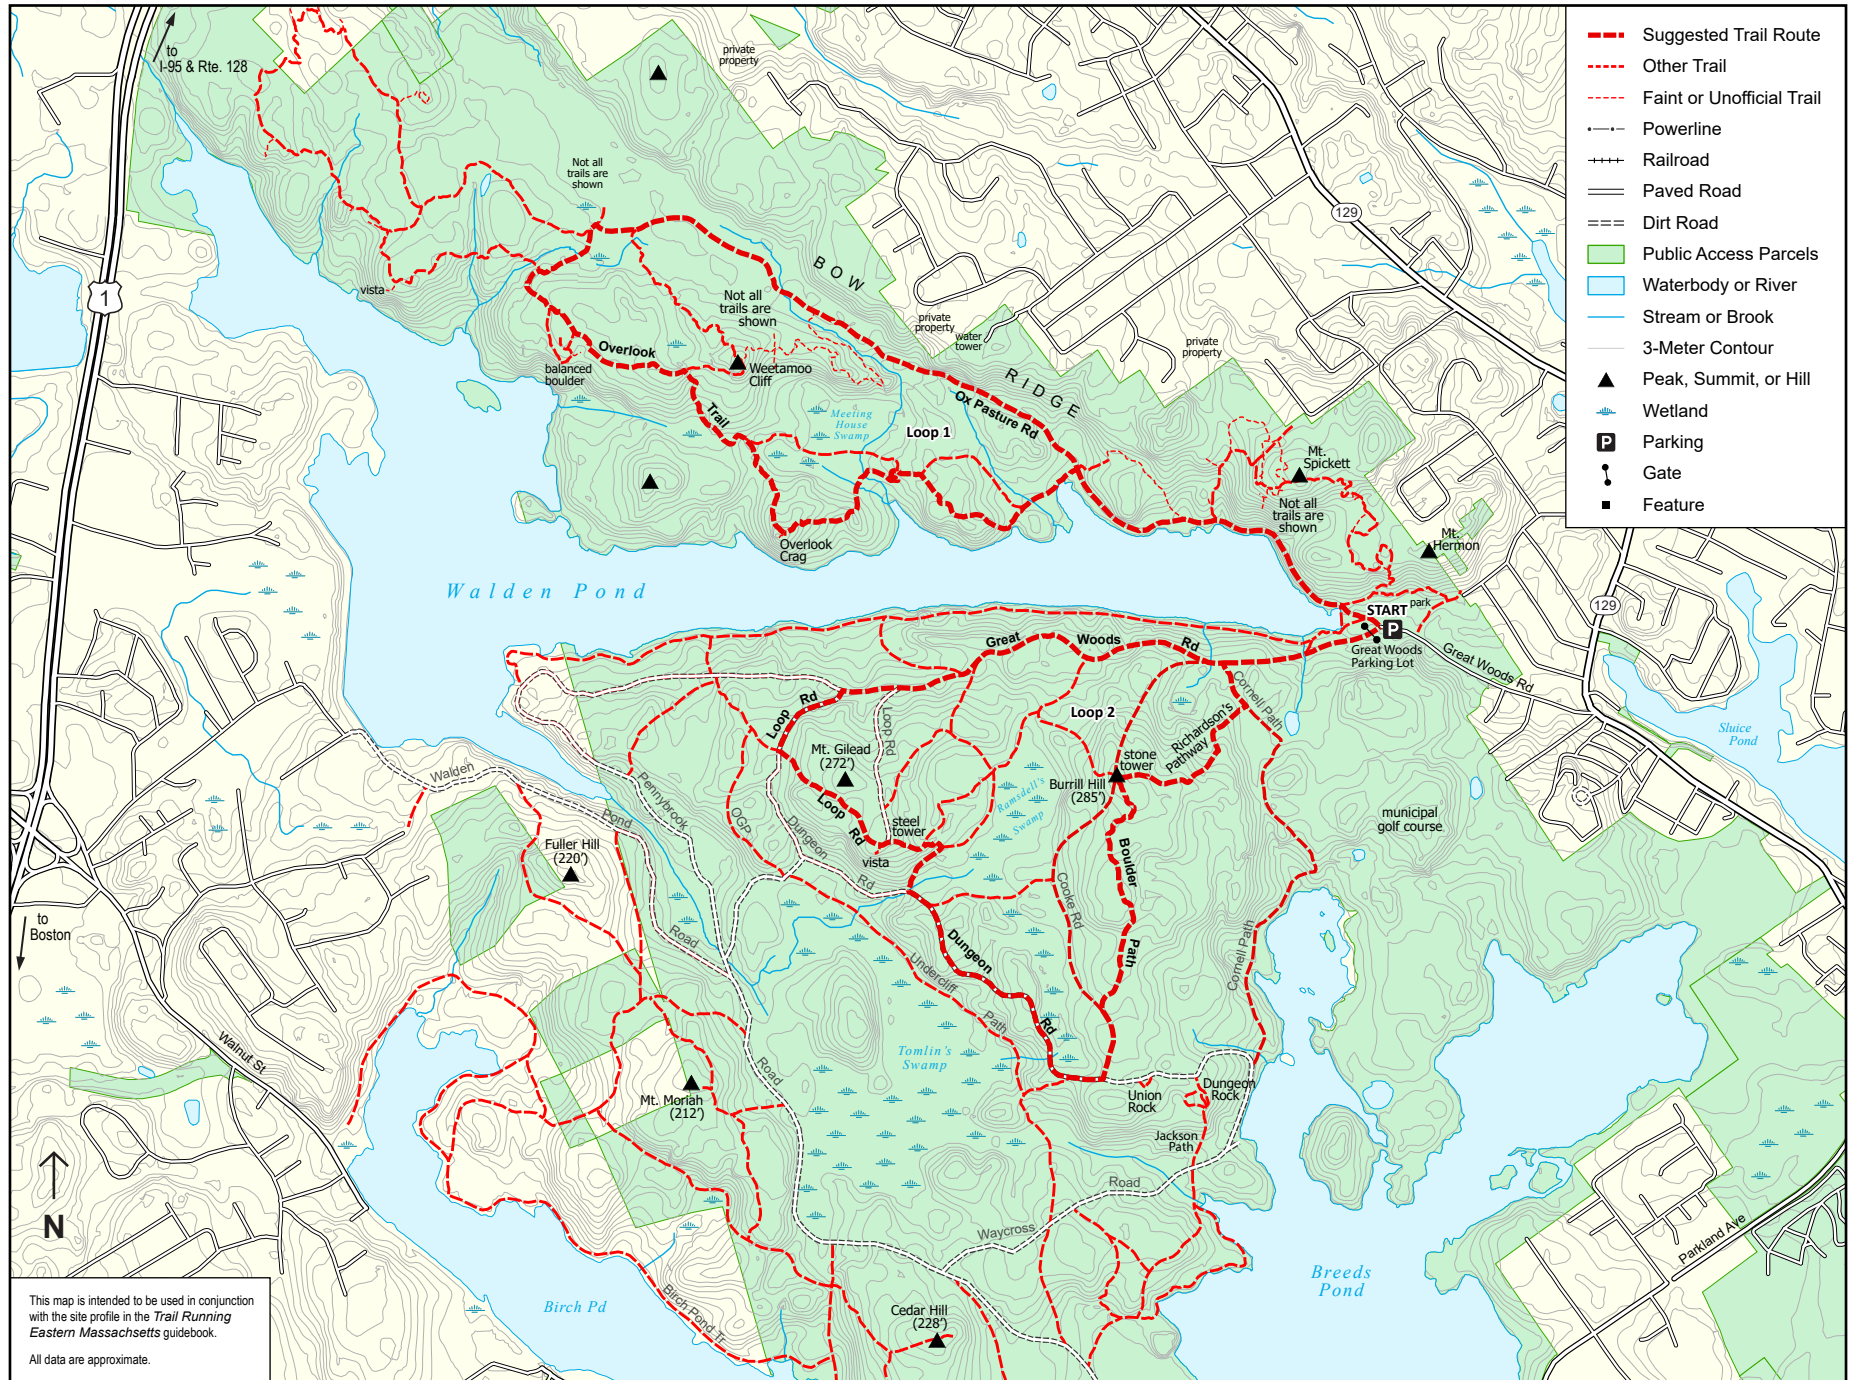 to
I-95 & Rte. 128
private
property
Not all
trails are
shown
BOW
RIDGE
129
1
vista
Not all
trails are
shown
private
property
water
tower
private
property
Overlook
Trail
balanced
boulder
Weetamoo
Cliff
Meeting
House
Swamp
Loop 1
Ox Pasture Rd
Mt.
Spickett
Not all
trails are
shown
Mt.
Hermon
Overlook
Crag
Walden Pond
START
park
P
Great Woods
Parking Lot
Great Woods Rd
129
Sluice
Pond
Great Woods Rd
Cornell Path
Loop Rd
Loop Rd
Loop 2
Richardson's
Pathway
stone
tower
Burrill Hill
(285')
Mt. Gilead
(272')
Loop Rd
steel
tower
vista
Ramsdell's
Swamp
municipal
golf course
Walden Pond Road
Pennybrook Road
OGP
Dungeon Rd
Fuller Hill
(220')
Boulder Path
Cooke Rd
Cornell Path
to
Boston
Dungeon Rd
Undercliff Path
Walnut St
Tomlin's
Swamp
Mt. Moriah
(212')
Union
Rock
Dungeon
Rock
Jackson
Path
Waycross Road
N
Birch Pd
Birch Pond Tr.
Cedar Hill
(228')
Breeds
Pond
Parkland Ave
Suggested Trail Route
Other Trail
Faint or Unofficial Trail
Powerline
Railroad
Paved Road
Dirt Road
Public Access Parcels
Waterbody or River
Stream or Brook
3-Meter Contour
Peak, Summit, or Hill
Wetland
P Parking
Gate
Feature
This map is intended to be used in conjunction
with the site profile in the Trail Running
Eastern Massachsetts guidebook.
All data are approximate.